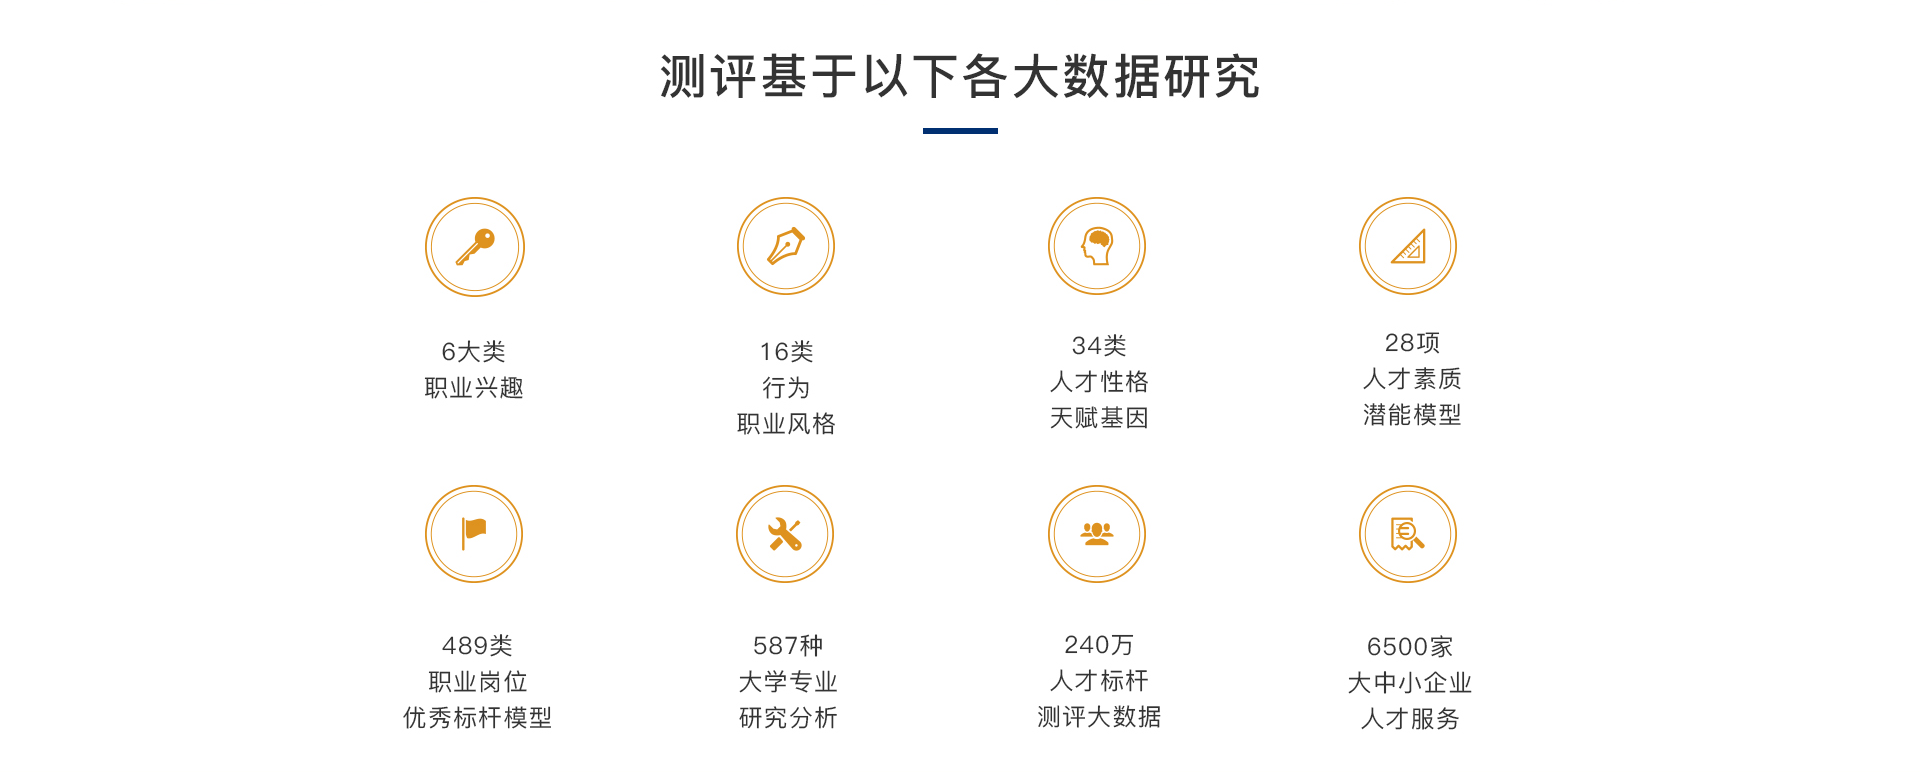 测评基于以下各大数据研究
6大类
职业兴趣
16类
行为
职业风格
34类
人才性格
天赋基因
28项
人才素质
潜能模型
489类
职业岗位
优秀标杆模型
587种
大学专业
研究分析
240万
人才标杆
测评大数据
6500家
大中小企业
人才服务